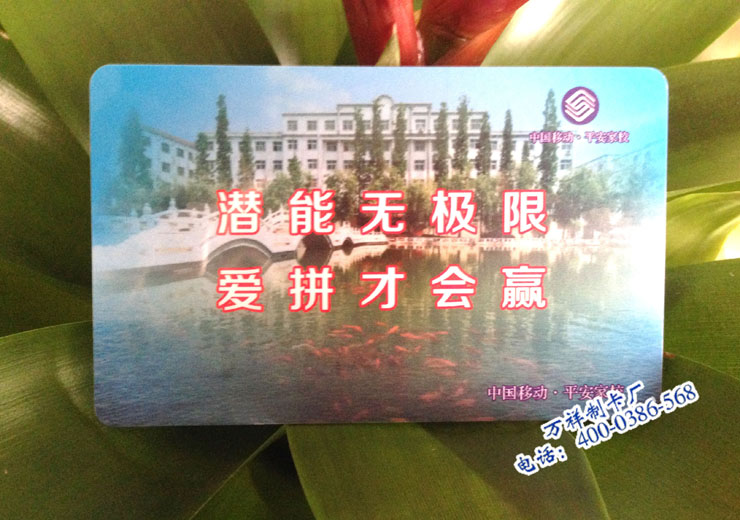 中国移动·平安家校
潜能无极限
爱拼才会赢
中国移动·平安家校
万祥制卡厂
电话：400-0386-568